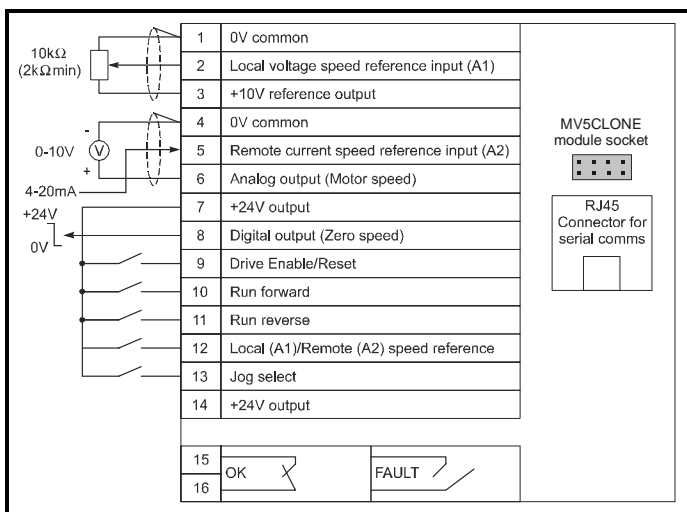 10kΩ
(2kΩmin)
1 0V common
2 Local voltage speed reference input (A1)
3 +10V reference output
4 0V common
-
0-10V
V
+
5 Remote current speed reference input (A2)
6 Analog output (Motor speed)
4-20mA
7 +24V output
+24V
0V
8 Digital output (Zero speed)
9 Drive Enable/Reset
10 Run forward
11 Run reverse
12 Local (A1)/Remote (A2) speed reference
13 Jog select
14 +24V output
15
16
OK
FAULT
MV5CLONE
module socket
RJ45
Connector for
serial comms